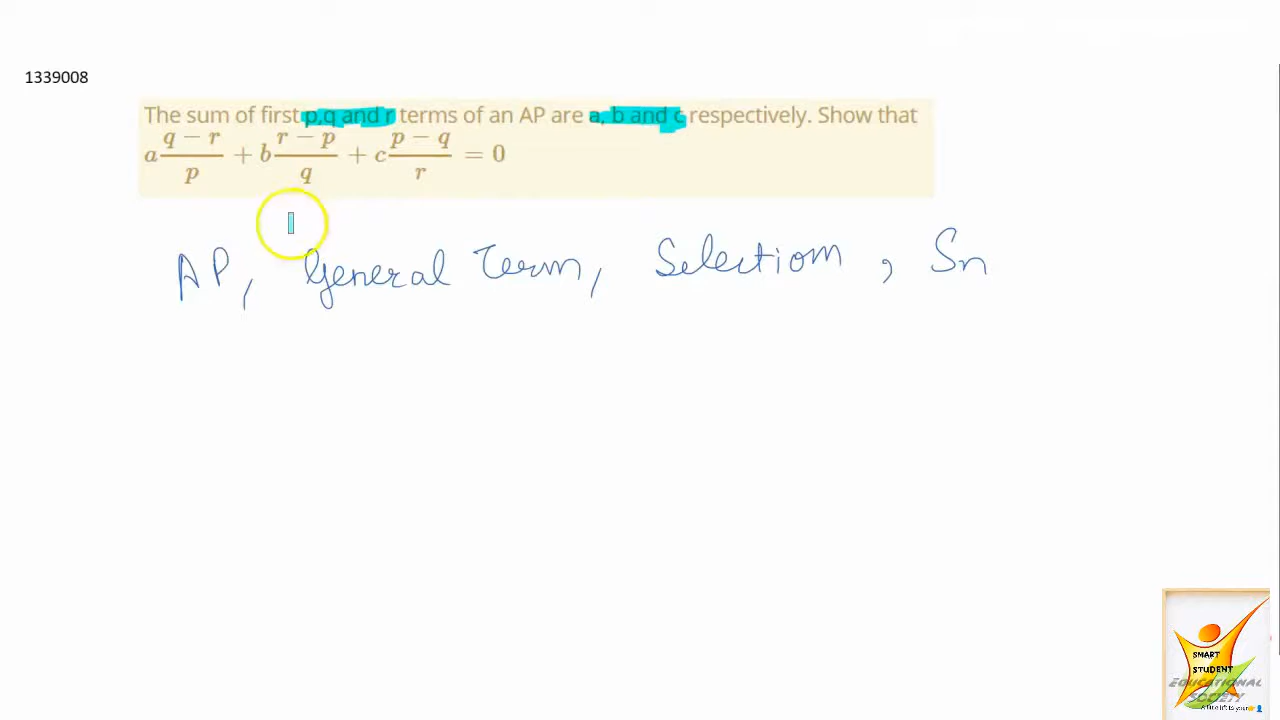 1339008
The sum of first p,q and r terms of an AP are a, b and c respectively. Show that
a (q − r)/p + b (r − p)/q + c (p − q)/r = 0
AP, General Term, Selection, Sn
SMART
STUDENT
EDUCATIONAL
SOCIETY